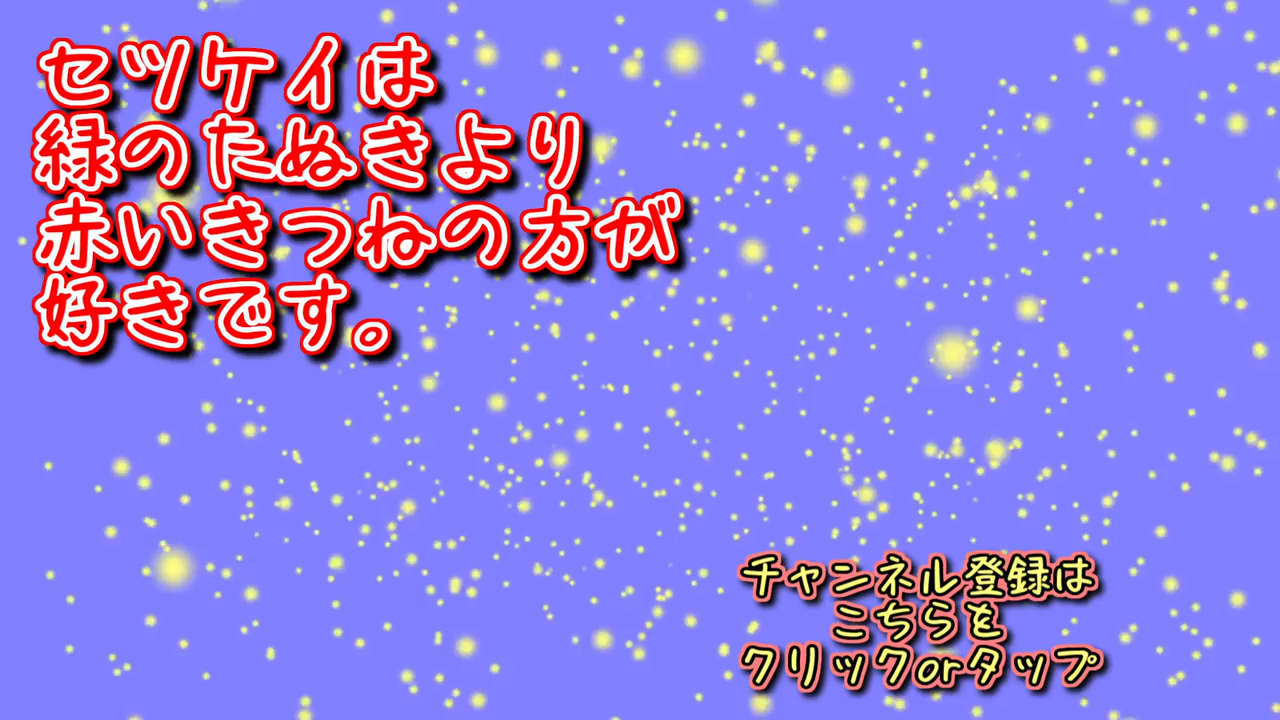 セツケイは
緑のたぬきより
赤いきつねの方が
好きです。
チャンネル登録は
こちらを
クリックorタップ